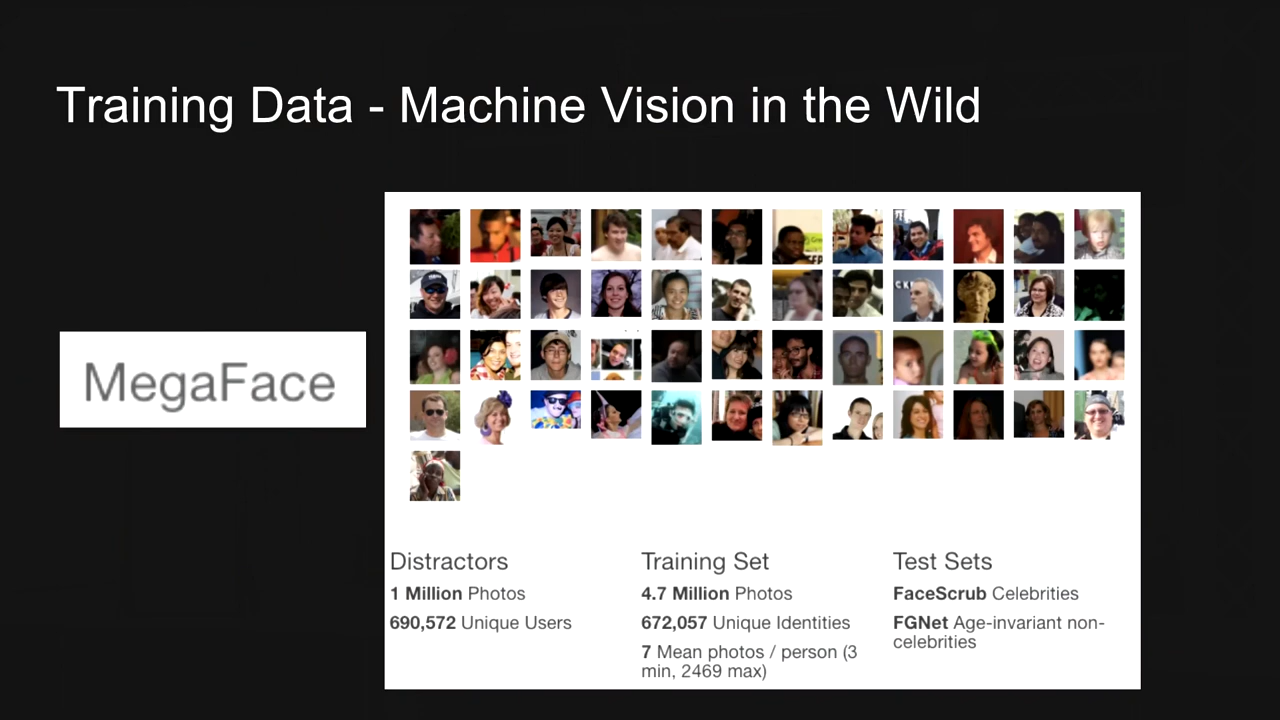 Training Data - Machine Vision in the Wild
MegaFace
Distractors
1 Million Photos
690,572 Unique Users
Training Set
4.7 Million Photos
672,057 Unique Identities
7 Mean photos / person (3
min, 2469 max)
Test Sets
FaceScrub Celebrities
FGNet Age-invariant non-
celebrities